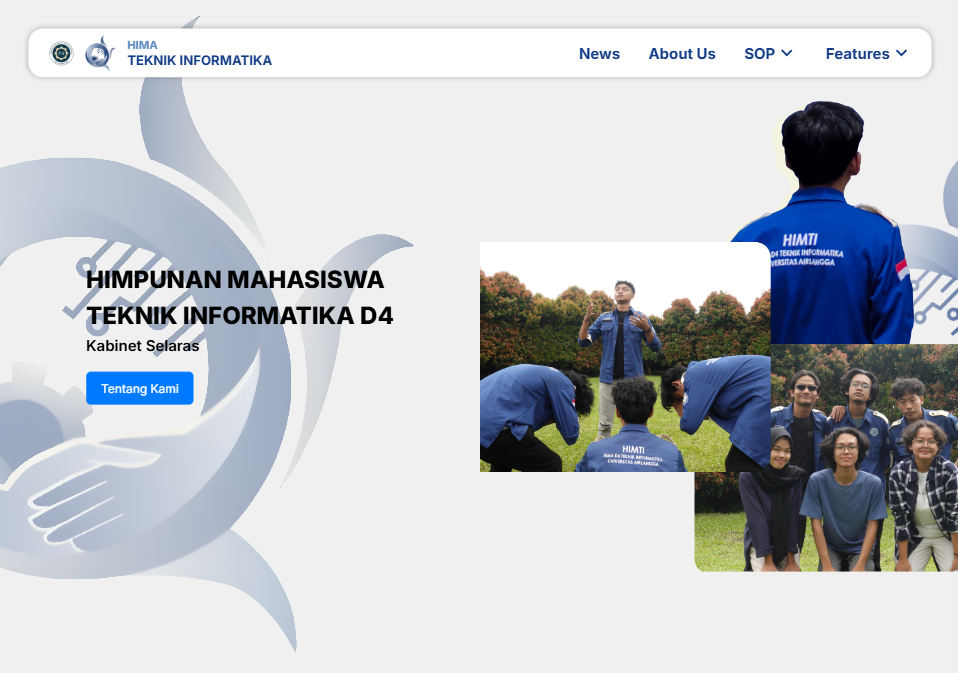 HIMA
TEKNIK INFORMATIKA
News
About Us
SOP
Features
HIMPUNAN MAHASISWA
TEKNIK INFORMATIKA D4
Kabinet Selaras
Tentang Kami
HIMTI
D4 TEKNIK INFORMATIKA
VERSITAS AIRLANGGA
HIMTI
HIMA D4 TEKNIK INFORMATIKA
UNIVERSITAS AIRLANGGA